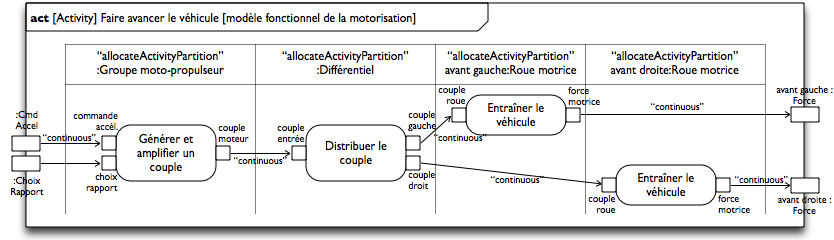 act [Activity] Faire avancer le véhicule [modèle fonctionnel de la motorisation]
“allocateActivityPartition”
:Groupe moto-propulseur
“allocateActivityPartition”
:Différentiel
“allocateActivityPartition”
avant gauche:Roue motrice
“allocateActivityPartition”
avant droite:Roue motrice
:Cmd
Accel
“continuous”
:Choix
Rapport
commande
accél.
choix
rapport
Générer et
amplifier un
couple
couple
moteur
“continuous”
couple
entrée
Distribuer le
couple
couple
gauche
“continuous”
couple
droit
“continuous”
couple
roue
Entraîner le
véhicule
force
motrice
“continuous”
avant gauche :
Force
couple
roue
Entraîner le
véhicule
force
motrice
“continuous”
avant droite :
Force